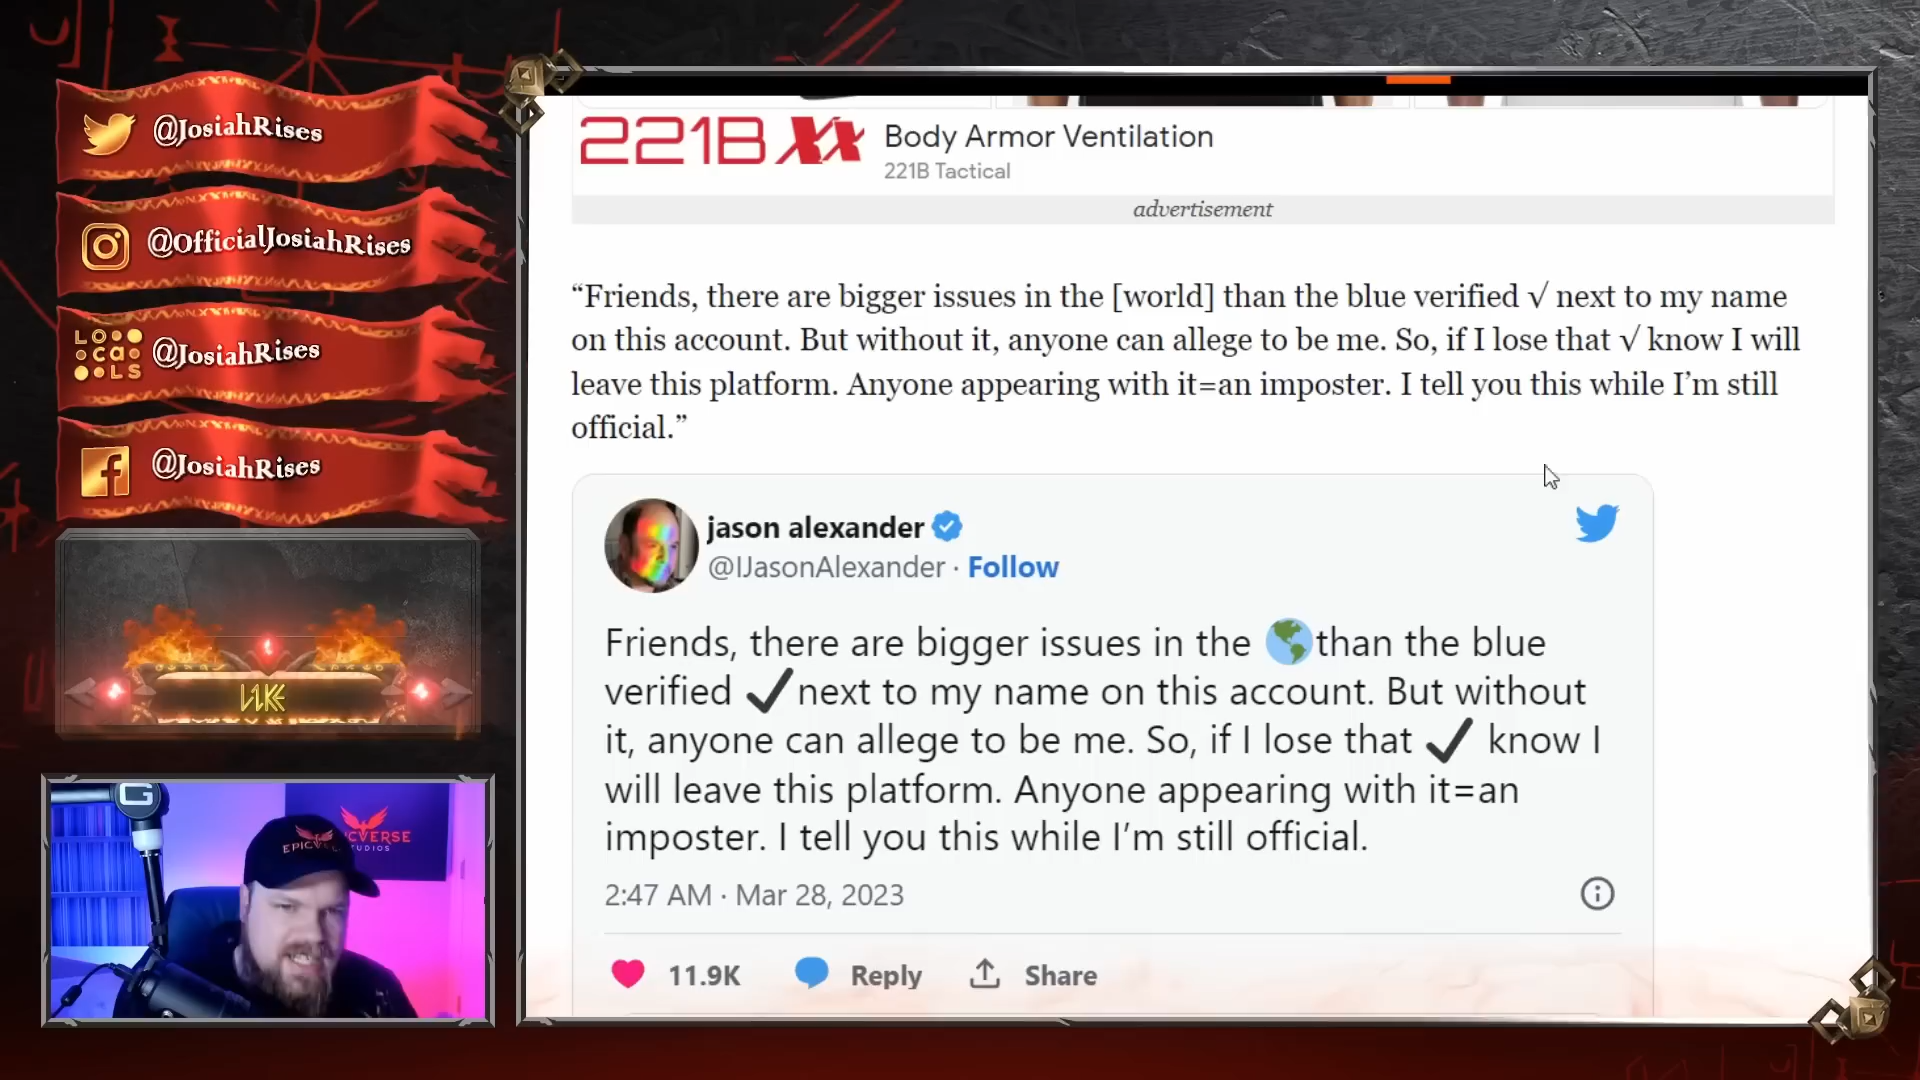 @JosiahRises
@OfficialJosiahRises
LOCALS
@JosiahRises
@JosiahRises
LIKE
G
EPICVERSE
STUDIOS
221B XX
Body Armor Ventilation
221B Tactical
advertisement
“Friends, there are bigger issues in the [world] than the blue verified √ next to my name
on this account. But without it, anyone can allege to be me. So, if I lose that √ know I will
leave this platform. Anyone appearing with it=an imposter. I tell you this while I’m still
official.”
jason alexander
@IJasonAlexander · Follow
Friends, there are bigger issues in the 🌎than the blue
verified ✔next to my name on this account. But without
it, anyone can allege to be me. So, if I lose that ✔ know I
will leave this platform. Anyone appearing with it=an
imposter. I tell you this while I’m still official.
2:47 AM · Mar 28, 2023
11.9K Reply Share